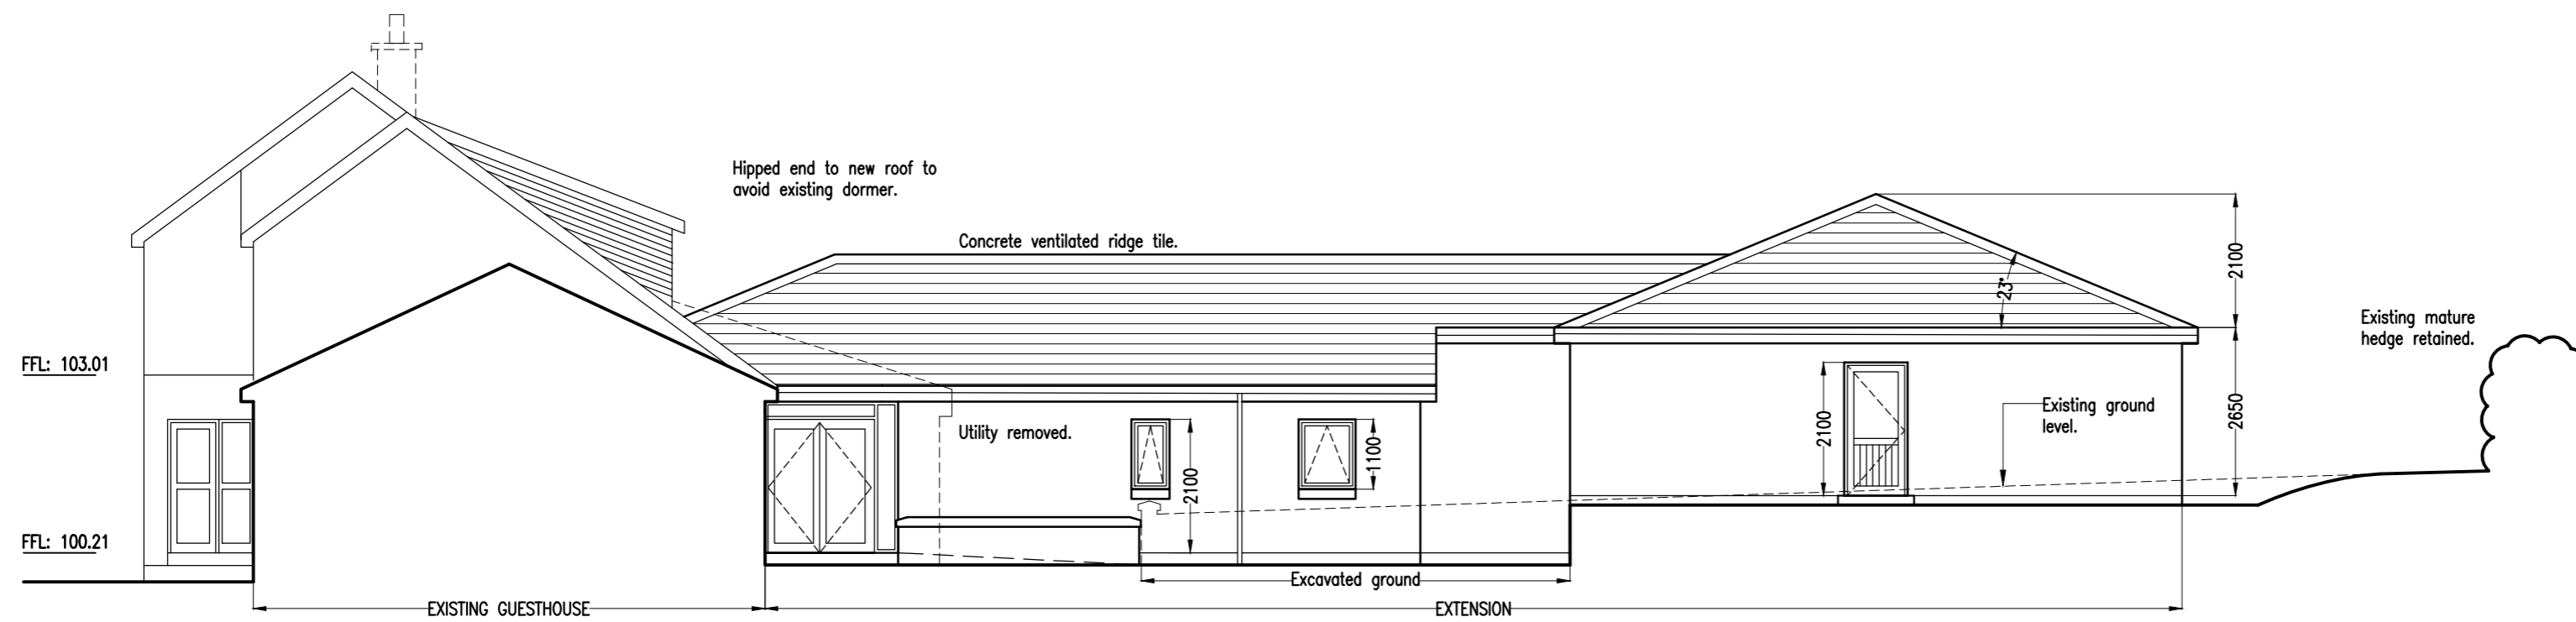 Hipped end to new roof to
avoid existing dormer.
Concrete ventilated ridge tile.
2100
23°
Existing mature
hedge retained.
FFL: 103.01
2650
Existing ground
level.
2100
Utility removed.
1100
2100
FFL: 100.21
Excavated ground
EXISTING GUESTHOUSE
EXTENSION